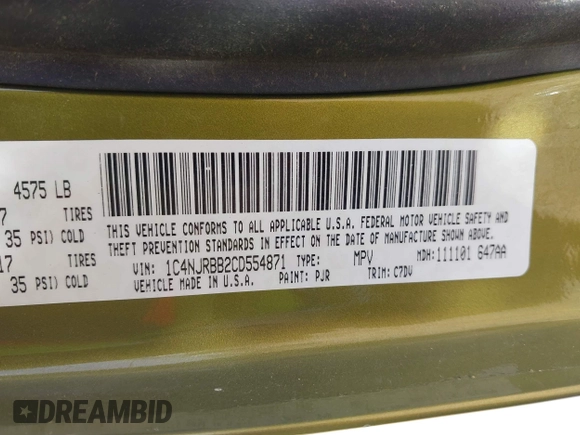 4575 LB
7 TIRES
35 PSI) COLD
17 TIRES
35 PSI) COLD
THIS VEHICLE CONFORMS TO ALL APPLICABLE U.S.A. FEDERAL MOTOR VEHICLE SAFETY AND
THEFT PREVENTION STANDARDS IN EFFECT ON THE DATE OF MANUFACTURE SHOWN ABOVE.
VIN: 1C4NJRBB2CD554871 TYPE: MPV MDH:111101 647AA
VEHICLE MADE IN U.S.A. PAINT: PJR TRIM: C7DV
DREAMBID